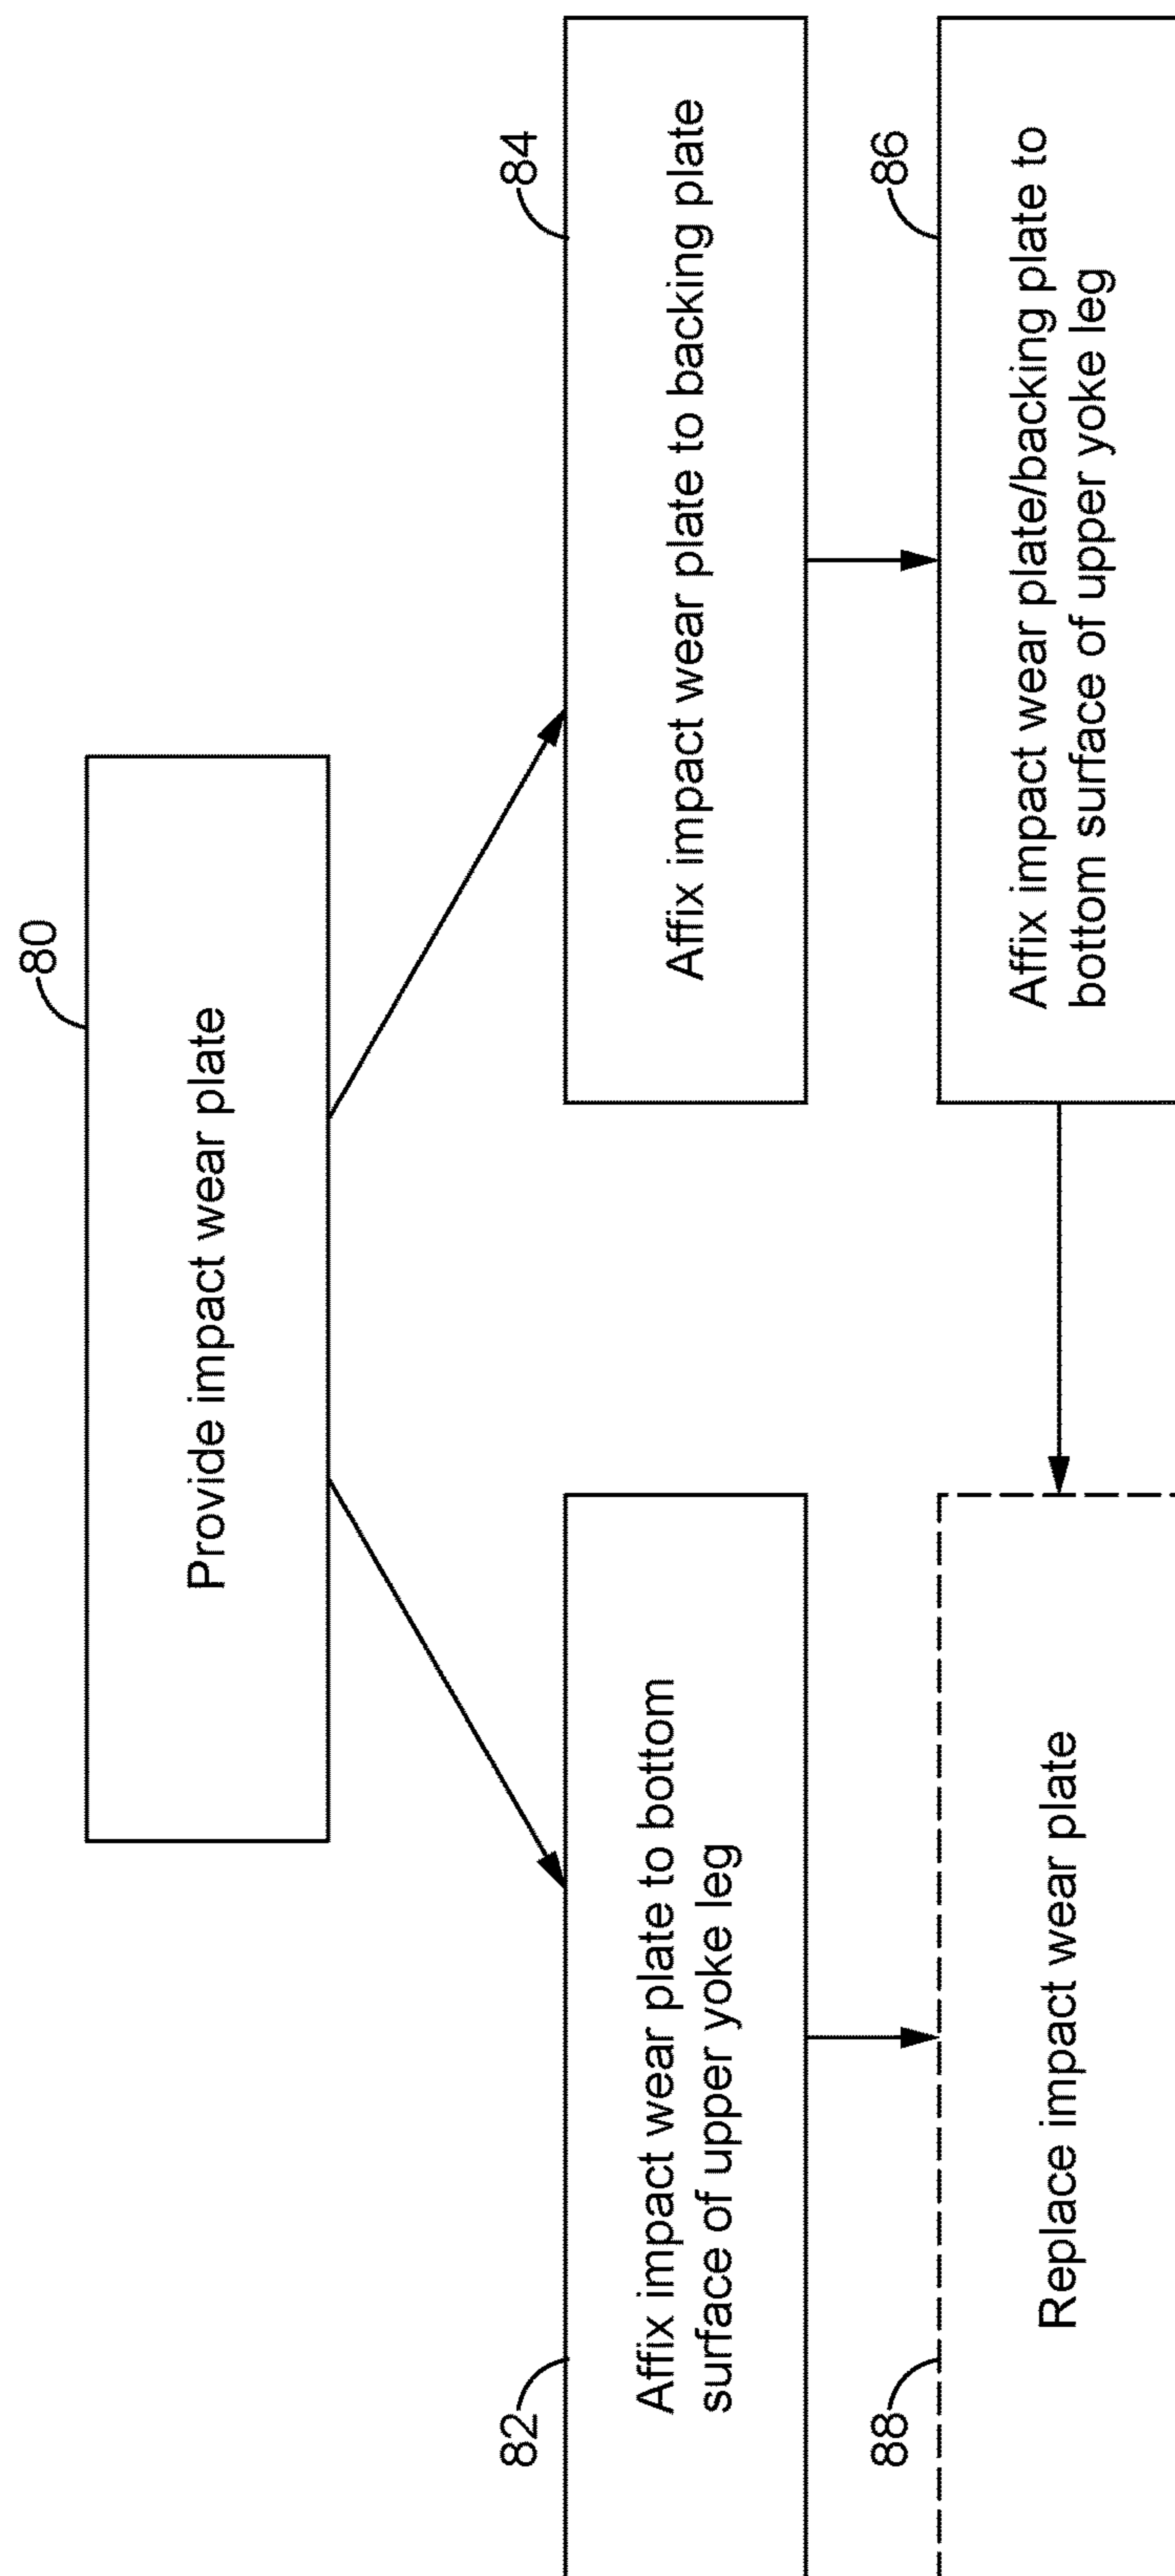 80
Provide impact wear plate
82
Affix impact wear plate to bottom
surface of upper yoke leg
84
Affix impact wear plate to backing plate
88
Replace impact wear plate
86
Affix impact wear plate/backing plate to
bottom surface of upper yoke leg